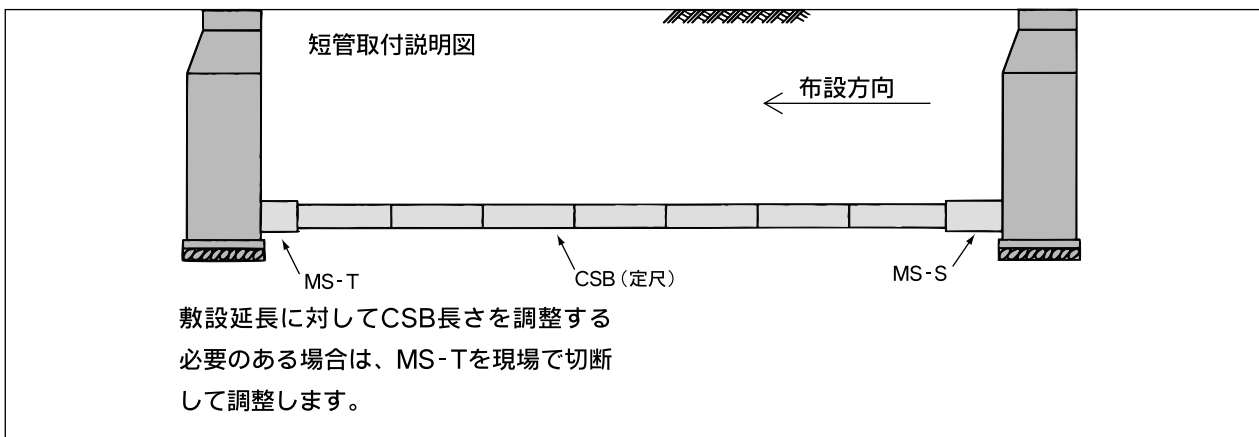 短管取付説明図
布設方向
MS-T
CSB（定尺）
MS-S
敷設延長に対してCSB長さを調整する
必要のある場合は、MS-Tを現場で切断
して調整します。